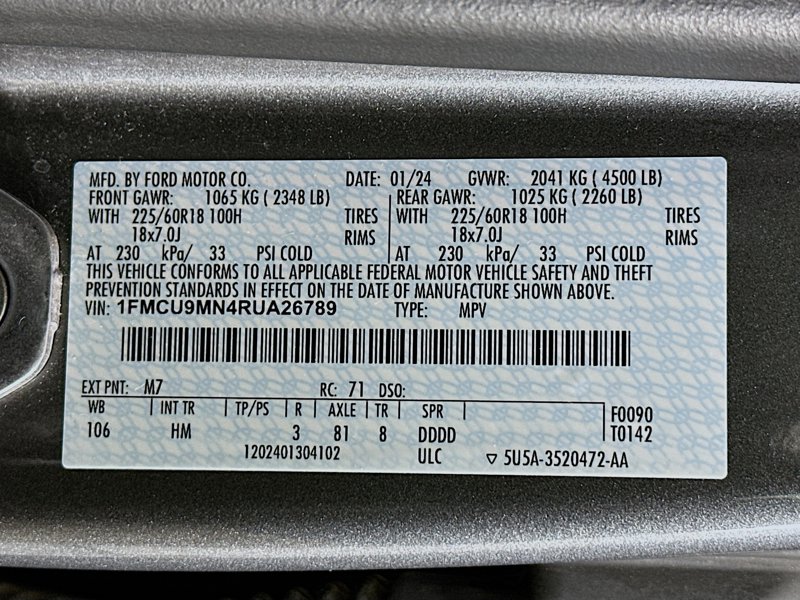 MFD. BY FORD MOTOR CO. DATE: 01/24 GVWR: 2041 KG ( 4500 LB)
FRONT GAWR: 1065 KG ( 2348 LB) REAR GAWR: 1025 KG ( 2260 LB)
WITH 225/60R18 100H TIRES WITH 225/60R18 100H TIRES
18x7.0J RIMS 18x7.0J RIMS
AT 230 kPa/ 33 PSI COLD AT 230 kPa/ 33 PSI COLD
THIS VEHICLE CONFORMS TO ALL APPLICABLE FEDERAL MOTOR VEHICLE SAFETY AND THEFT
PREVENTION STANDARDS IN EFFECT ON THE DATE OF MANUFACTURE SHOWN ABOVE.
VIN: 1FMCU9MN4RUA26789 TYPE: MPV
EXT PNT: M7 RC: 71 DSO:
WB INT TR TP/PS R AXLE TR SPR F0090
106 HM 3 81 8 DDDD T0142
1202401304102 ULC ▽ 5U5A-3520472-AA